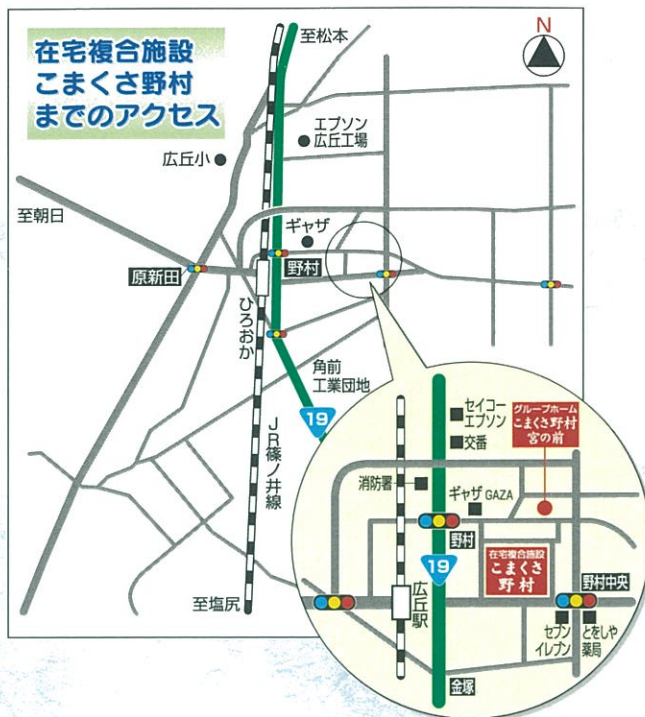 在宅複合施設
こまくさ野村
までのアクセス
至松本
N
エプソン
広丘工場
広丘小
至朝日
ギャザ
原新田
野村
ひろおか
角前
工業団地
19
JR篠ノ井線
至塩尻
セイコー
エプソン
交番
グループホーム
こまくさ野村
宮の前
消防署
ギャザ GAZA
野村
19
在宅複合施設
こまくさ
野村
広丘駅
野村中央
セブン
イレブン
とをしや
薬局
金塚